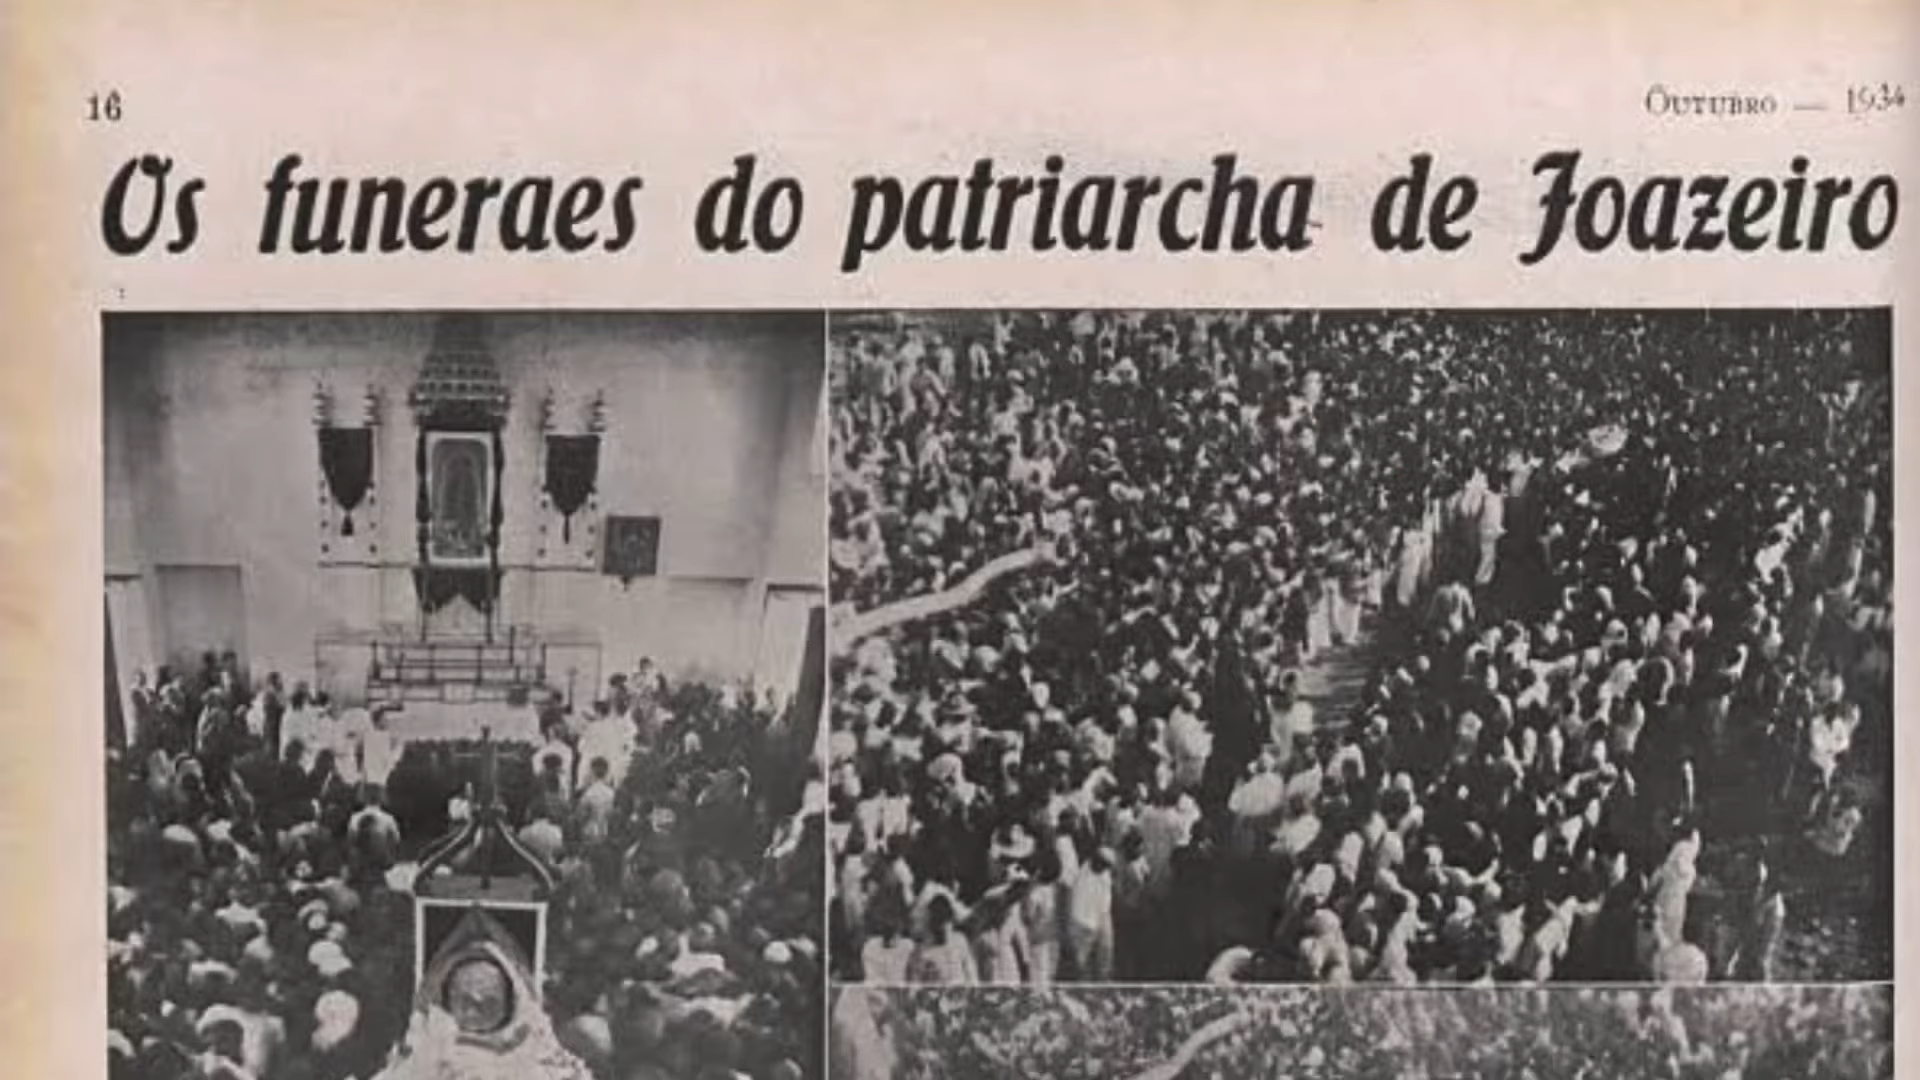 16
OUTUBRO — 1934
Os funeraes do patriarcha de Joazeiro